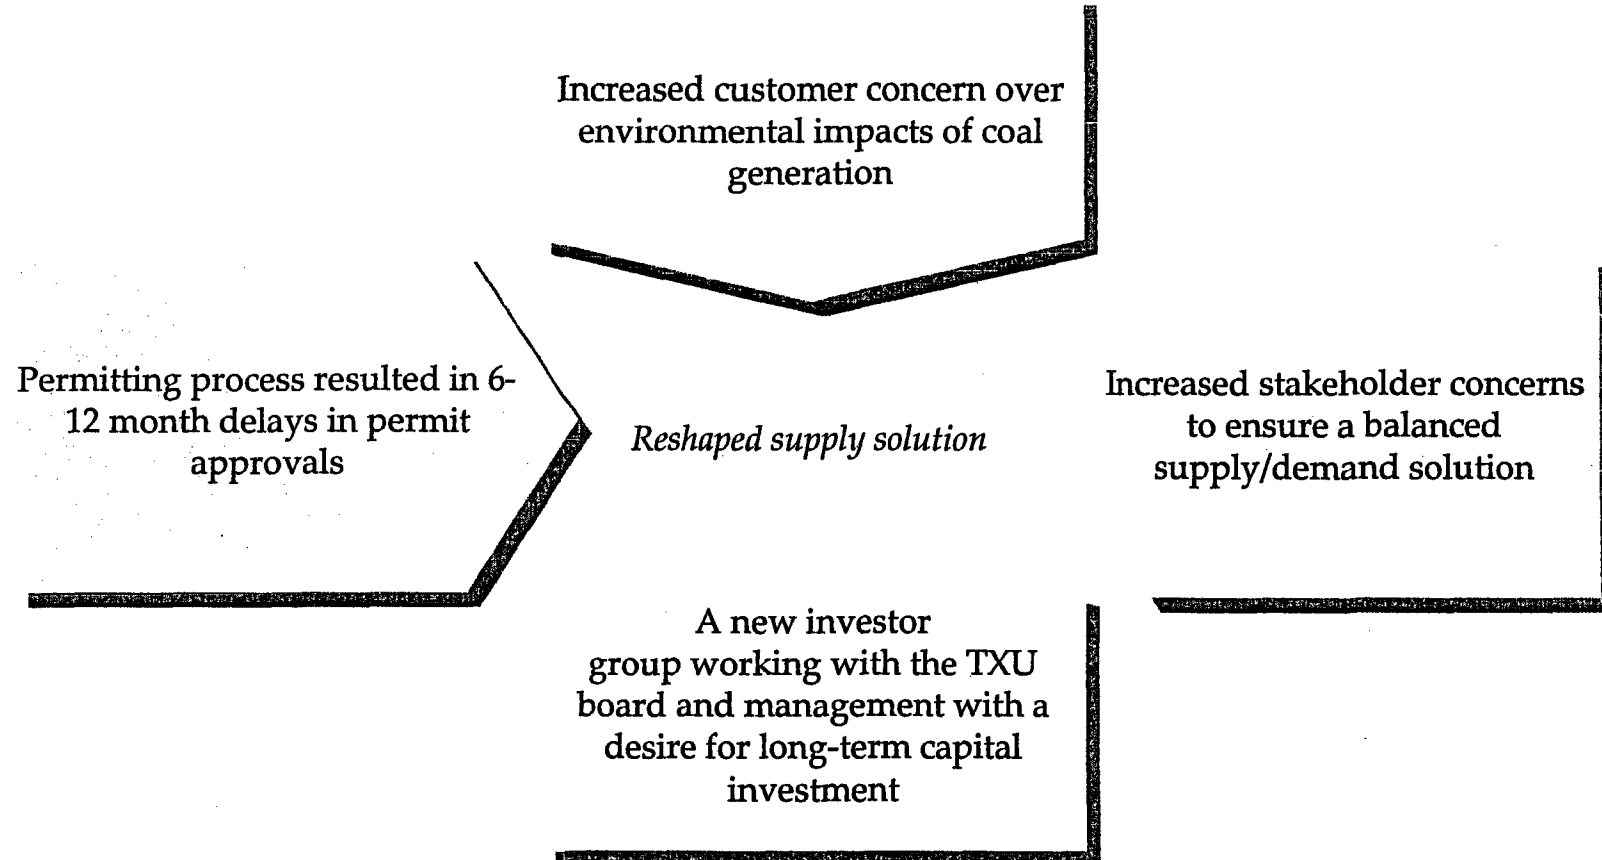 Increased customer concern over
environmental impacts of coal
generation
Permitting process resulted in 6-
12 month delays in permit
approvals
Reshaped supply solution
Increased stakeholder concerns
to ensure a balanced
supply/demand solution
A new investor
group working with the TXU
board and management with a
desire for long-term capital
investment